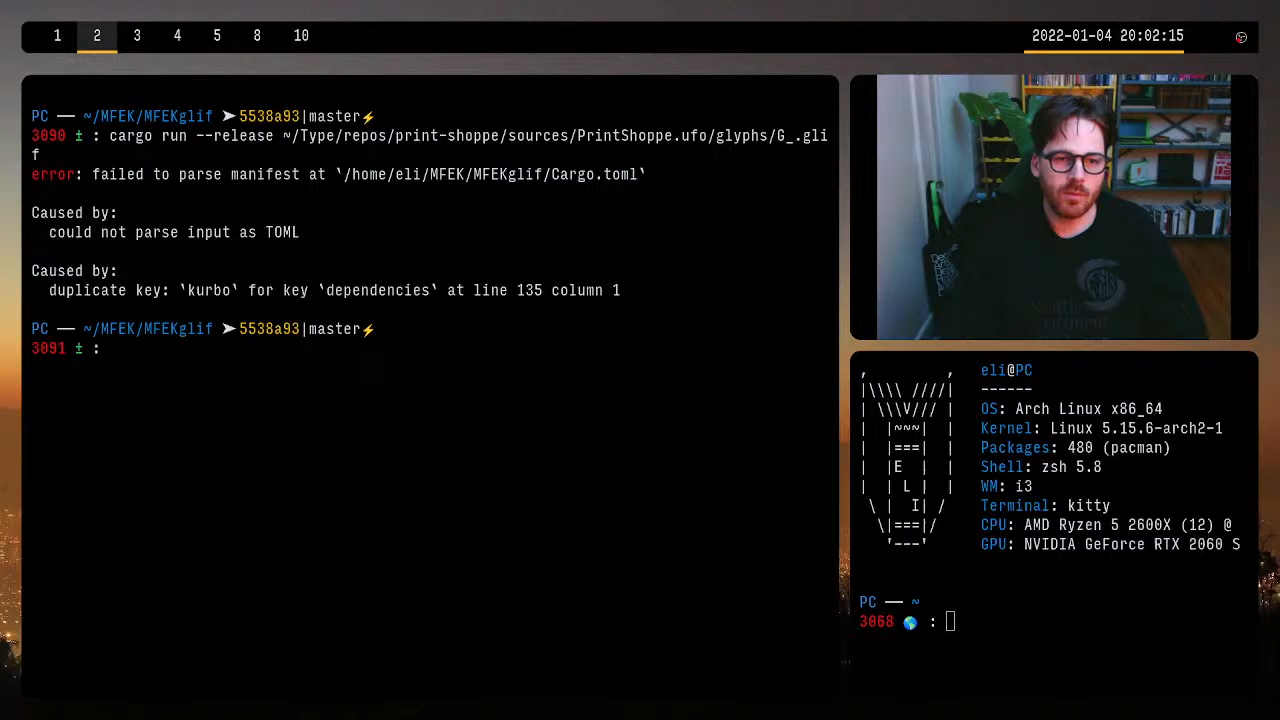 1 2 3 4 5 8 10
2022-01-04 20:02:15
PC — ~/MFEK/MFEKglif ➤ 5538a93|master⚡
3090 ± : cargo run --release ~/Type/repos/print-shoppe/sources/PrintShoppe.ufo/glyphs/G_.gli
f
error: failed to parse manifest at `/home/eli/MFEK/MFEKglif/Cargo.toml`
Caused by:
could not parse input as TOML
Caused by:
duplicate key: `kurbo` for key `dependencies` at line 135 column 1
PC — ~/MFEK/MFEKglif ➤ 5538a93|master⚡
3091 ± :
,         ,
|\\\\ ////|
| \\\V/// |
|  |~~~|  |
|  |===|  |
|  |E  |  |
|  | L |  |
\ |  I| /
\|===|/
'---'
eli@PC
------
OS: Arch Linux x86_64
Kernel: Linux 5.15.6-arch2-1
Packages: 480 (pacman)
Shell: zsh 5.8
WM: i3
Terminal: kitty
CPU: AMD Ryzen 5 2600X (12) @
GPU: NVIDIA GeForce RTX 2060 S
PC — ~
3068 🌎 :